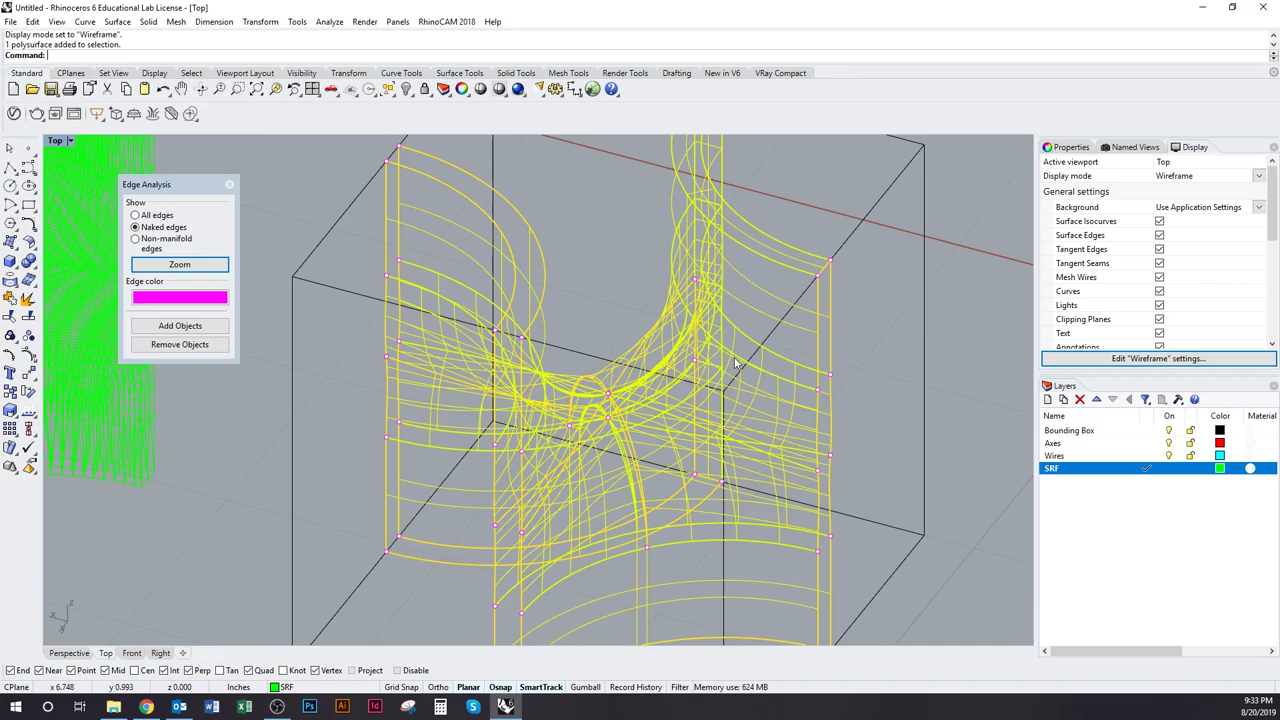 Untitled - Rhinoceros 6 Educational Lab License - [Top]
File Edit View Curve Surface Solid Mesh Dimension Transform Tools Analyze Render Panels RhinoCAM 2018 Help
Display mode set to "Wireframe".
1 polysurface added to selection.
Command:
Standard CPlanes Set View Display Select Viewport Layout Visibility Transform Curve Tools Surface Tools Solid Tools Mesh Tools Render Tools Drafting New in V6 VRay Compact
Top
Edge Analysis
Show
All edges
Naked edges
Non-manifold
edges
Zoom
Edge color
Add Objects
Remove Objects
Properties Named Views Display
Active viewport Top
Display mode Wireframe
General settings
Background Use Application Settings
Surface Isocurves
Surface Edges
Tangent Edges
Tangent Seams
Mesh Wires
Curves
Lights
Clipping Planes
Text
Annotations
Edit "Wireframe" settings...
Layers
Name On Color Material
Bounding Box
Axes
Wires
SRF
z
x
y
Perspective Top Front Right
End Near Point Mid Cen Int Perp Tan Quad Knot Vertex Project Disable
CPlane x 6.748 y 0.993 z 0.000 Inches SRF Grid Snap Ortho Planar Osnap SmartTrack Gumball Record History Filter Memory use: 624 MB
9:33 PM
8/20/2019